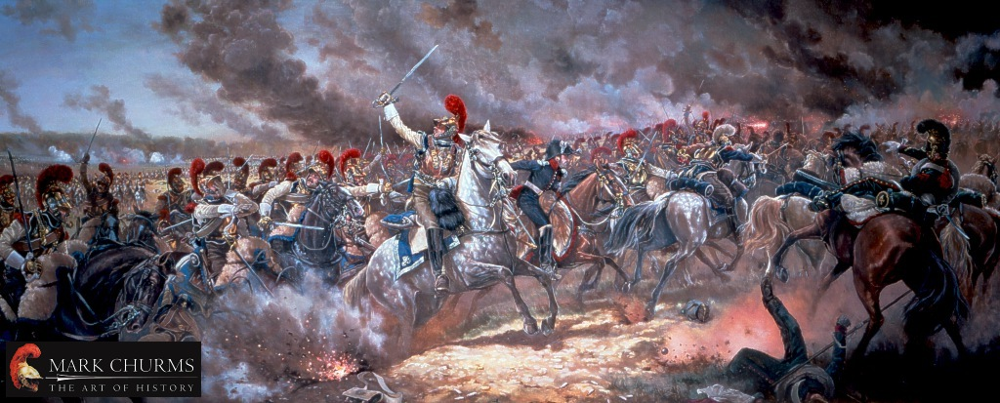 MARK CHURMS
THE ART OF HISTORY